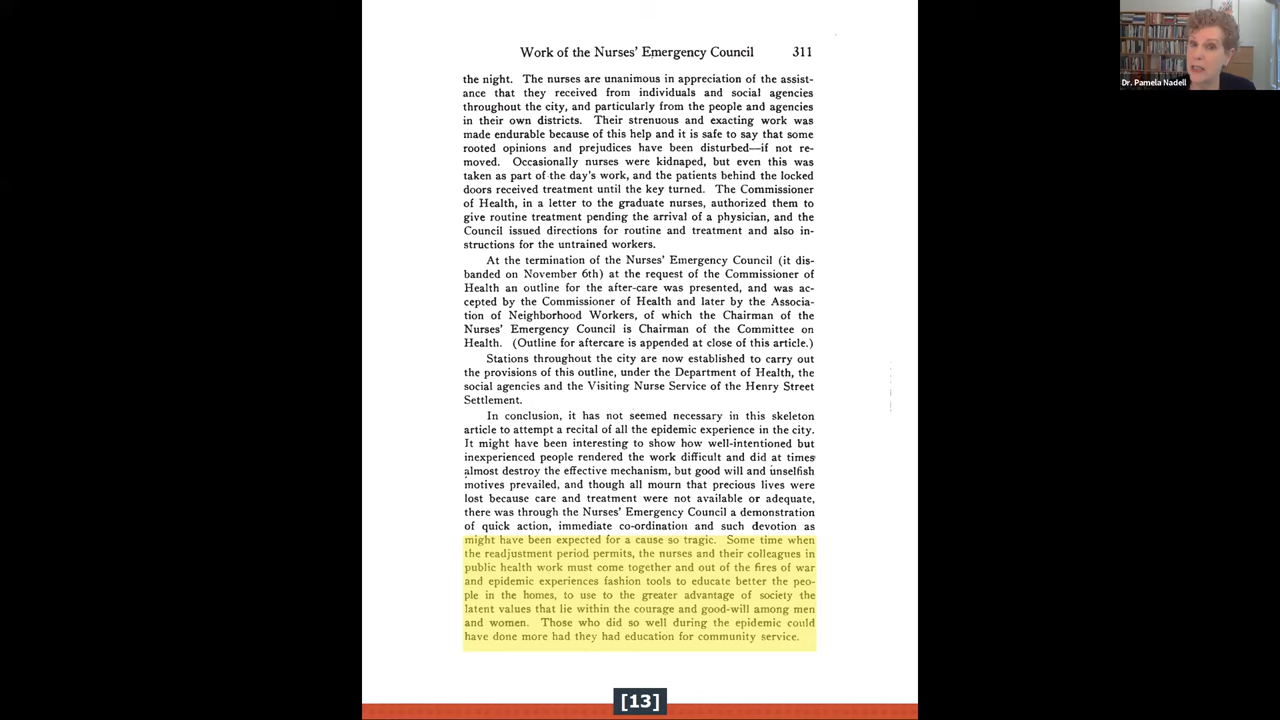 Work of the Nurses' Emergency Council 311
the night. The nurses are unanimous in appreciation of the assist-
ance that they received from individuals and social agencies
throughout the city, and particularly from the people and agencies
in their own districts. Their strenuous and exacting work was
made endurable because of this help and it is safe to say that some
rooted opinions and prejudices have been disturbed—if not re-
moved. Occasionally nurses were kidnaped, but even this was
taken as part of the day's work, and the patients behind the locked
doors received treatment until the key turned. The Commissioner
of Health, in a letter to the graduate nurses, authorized them to
give routine treatment pending the arrival of a physician, and the
Council issued directions for routine and treatment and also in-
structions for the untrained workers.
At the termination of the Nurses' Emergency Council (it dis-
banded on November 6th) at the request of the Commissioner of
Health an outline for the after-care was presented, and was ac-
cepted by the Commissioner of Health and later by the Associa-
tion of Neighborhood Workers, of which the Chairman of the
Nurses' Emergency Council is Chairman of the Committee on
Health. (Outline for aftercare is appended at close of this article.)
Stations throughout the city are now established to carry out
the provisions of this outline, under the Department of Health, the
social agencies and the Visiting Nurse Service of the Henry Street
Settlement.
In conclusion, it has not seemed necessary in this skeleton
article to attempt a recital of all the epidemic experience in the city.
It might have been interesting to show how well-intentioned but
inexperienced people rendered the work difficult and did at times
almost destroy the effective mechanism, but good will and unselfish
motives prevailed, and though all mourn that precious lives were
lost because care and treatment were not available or adequate,
there was through the Nurses' Emergency Council a demonstration
of quick action, immediate co-ordination and such devotion as
might have been expected for a cause so tragic. Some time when
the readjustment period permits, the nurses and their colleagues in
public health work must come together and out of the fires of war
and epidemic experiences fashion tools to educate better the peo-
ple in the homes, to use to the greater advantage of society the
latent values that lie within the courage and good-will among men
and women. Those who did so well during the epidemic could
have done more had they had education for community service.
[13]
Dr. Pamela Nadell